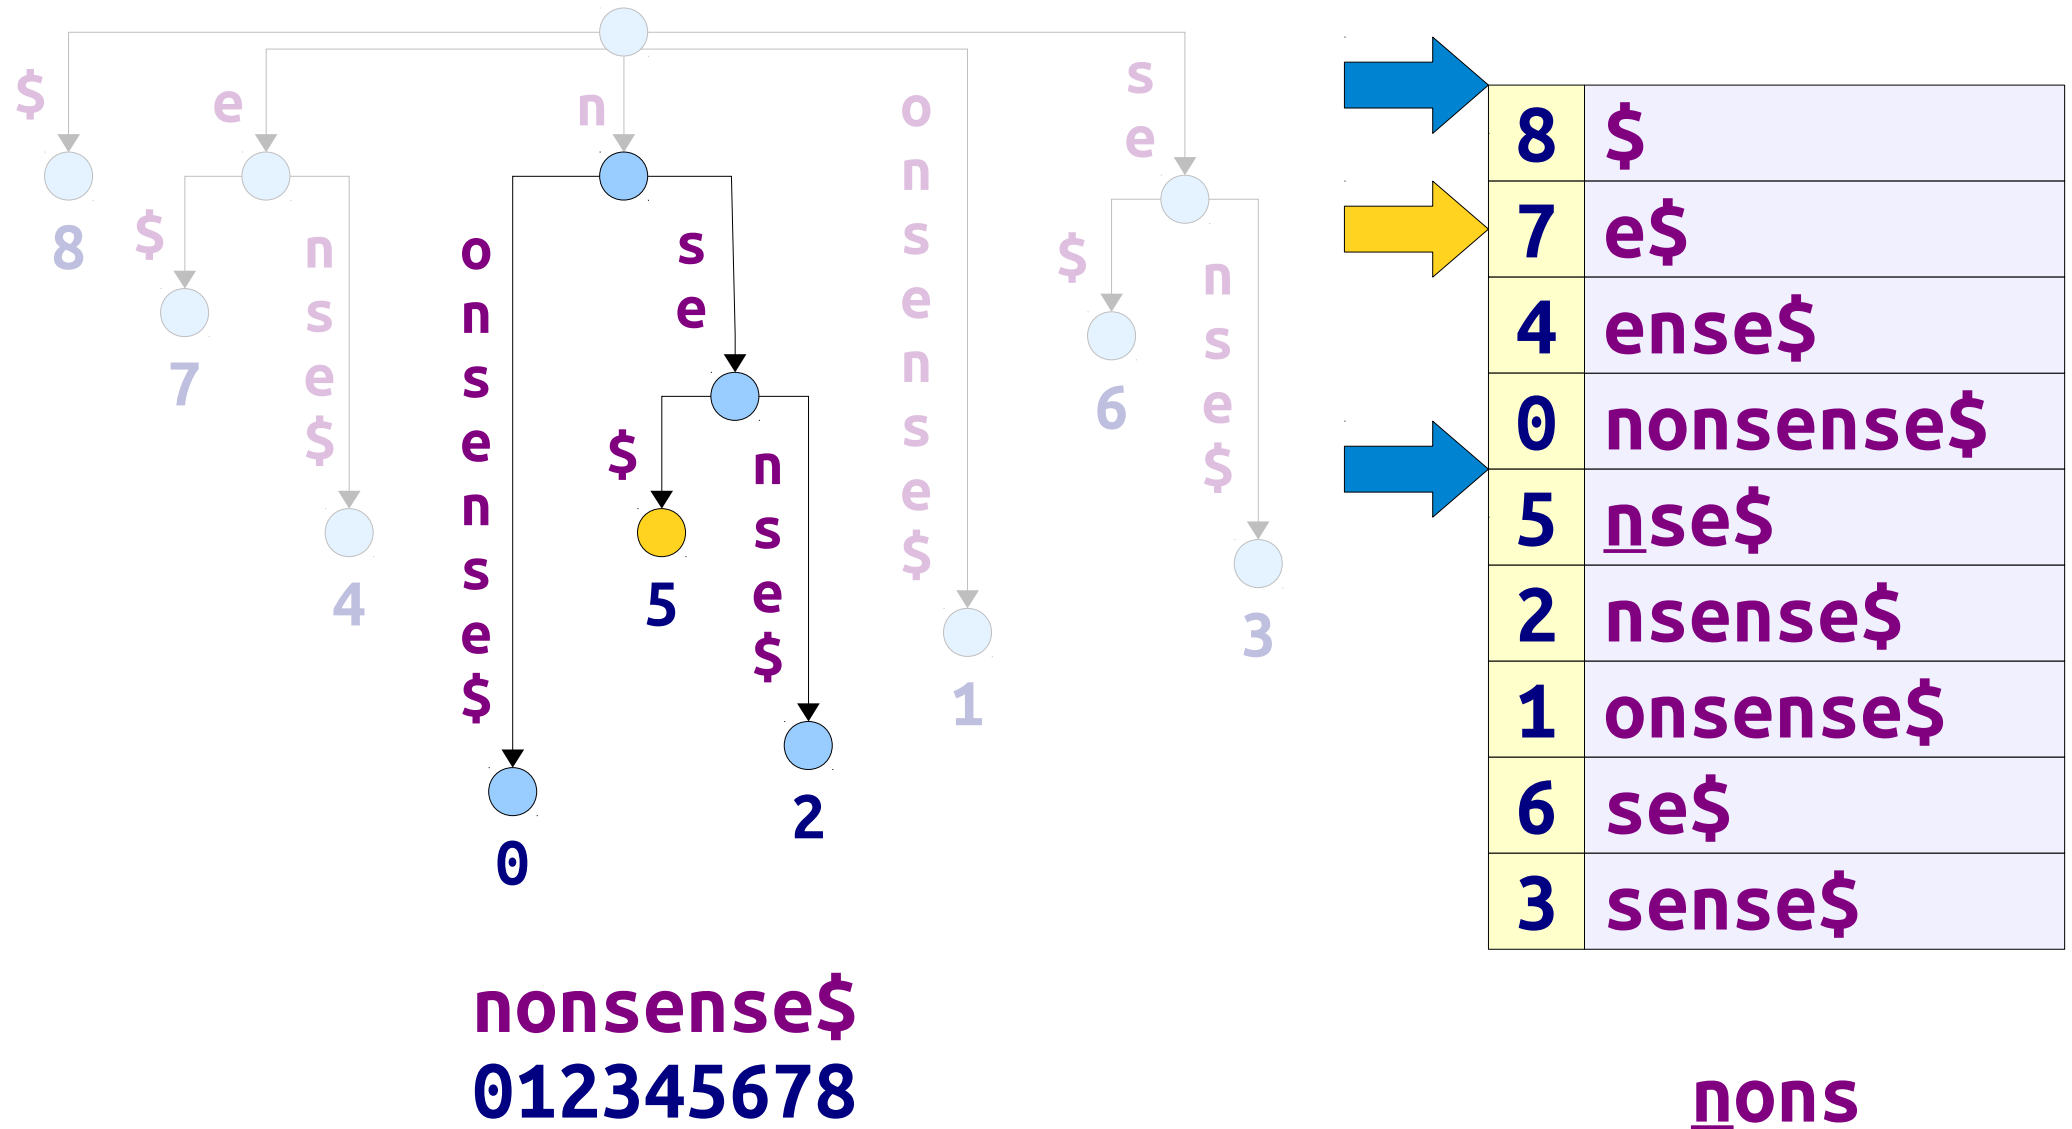 $
e
n
o
n
s
e
n
s
e
$
s
e
8
$
n
s
e
$
7
4
o
n
s
e
n
s
e
$
0
s
e
$
5
n
s
e
$
2
1
$
6
n
s
e
$
3
8 $
7 e$
4 ense$
0 nonsense$
5 nse$
2 nsense$
1 onsense$
6 se$
3 sense$
nonsense$
012345678
nons